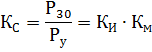 Кс = Рзо / Ру = Ки · Км